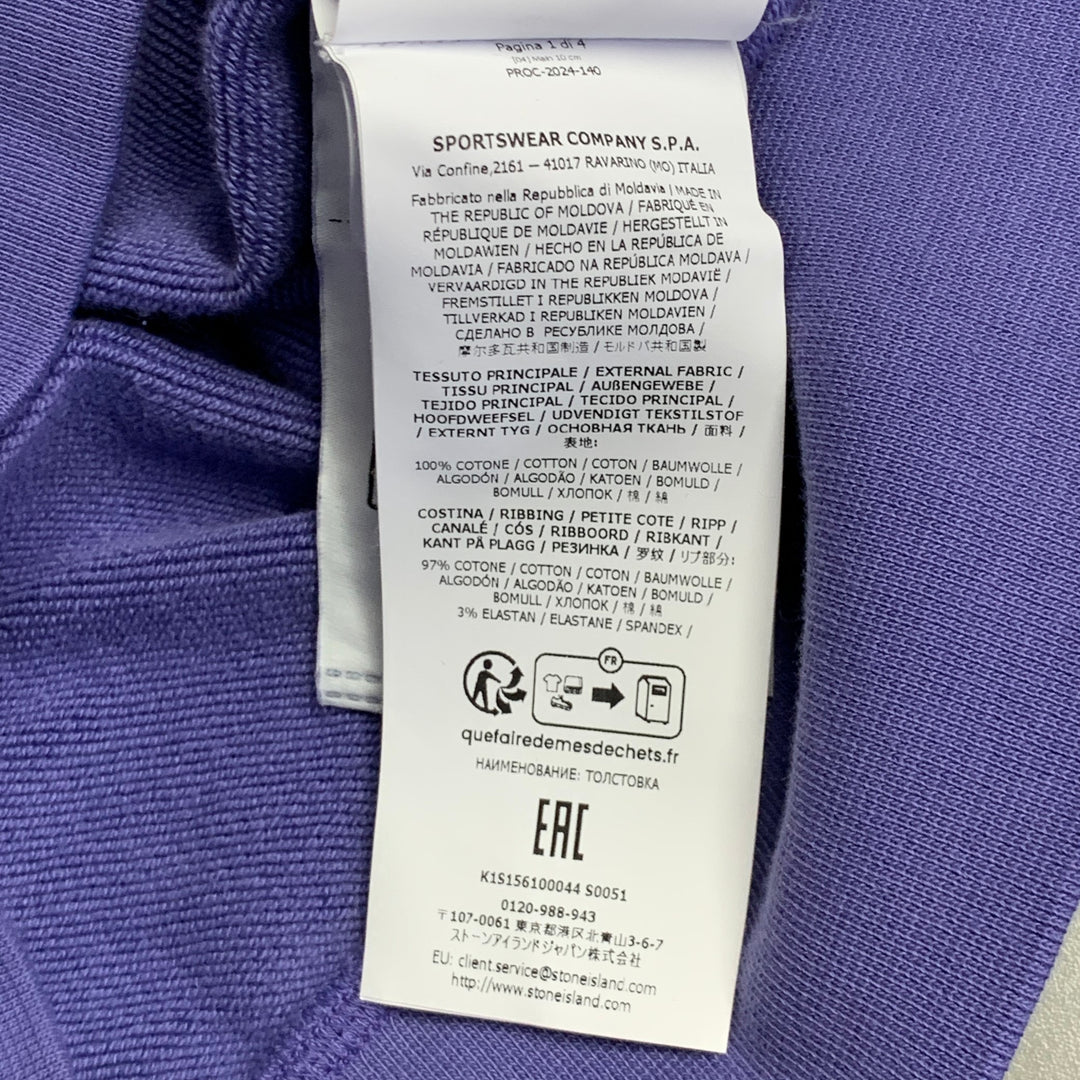 Pagina 1 di 4
[04] Main 10 cm
PROC-2024-140
SPORTSWEAR COMPANY S.P.A.
Via Confine,2161 — 41017 RAVARINO (MO) ITALIA
Fabbricato nella Repubblica di Moldavia / MADE IN
THE REPUBLIC OF MOLDOVA / FABRIQUÉ EN
RÉPUBLIQUE DE MOLDAVIE / HERGESTELLT IN
MOLDAWIEN / HECHO EN LA REPÚBLICA DE
MOLDAVIA / FABRICADO NA REPÚBLICA MOLDAVA /
VERVAARDIGD IN THE REPUBLIEK MODAVIË /
FREMSTILLET I REPUBLIKKEN MOLDOVA /
TILLVERKAD I REPUBLIKEN MOLDAVIEN /
СДЕЛАНО В РЕСПУБЛИКЕ МОЛДОВА /
摩尔多瓦共和国制造 / モルドバ共和国製
TESSUTO PRINCIPALE / EXTERNAL FABRIC /
TISSU PRINCIPAL / AUßENGEWEBE /
TEJIDO PRINCIPAL / TECIDO PRINCIPAL /
HOOFDWEEFSEL / UDVENDIGT TEKSTILSTOF
/ EXTERNT TYG / ОСНОВНАЯ ТКАНЬ / 面料 /
表地:
100% COTONE / COTTON / COTON / BAUMWOLLE /
ALGODÓN / ALGODÃO / KATOEN / BOMULD /
BOMULL / ХЛОПОК / 棉 / 綿
COSTINA / RIBBING / PETITE COTE / RIPP /
CANALÉ / CÓS / RIBBOORD / RIBKANT /
KANT PÅ PLAGG / РЕЗИНКА / 罗纹 / リブ部分:
97% COTONE / COTTON / COTON / BAUMWOLLE /
ALGODÓN / ALGODÃO / KATOEN / BOMULD /
BOMULL / ХЛОПОК / 棉 / 綿
3% ELASTAN / ELASTANE / SPANDEX /
FR
quefairedemesdechets.fr
НАИМЕНОВАНИЕ: ТОЛСТОВКА
EAC
K1S156100044 S0051
0120-988-943
〒107-0061 東京都港区北青山3-6-7
ストーンアイランドジャパン株式会社
EU: client.service@stoneisland.com
http://www.stoneisland.com